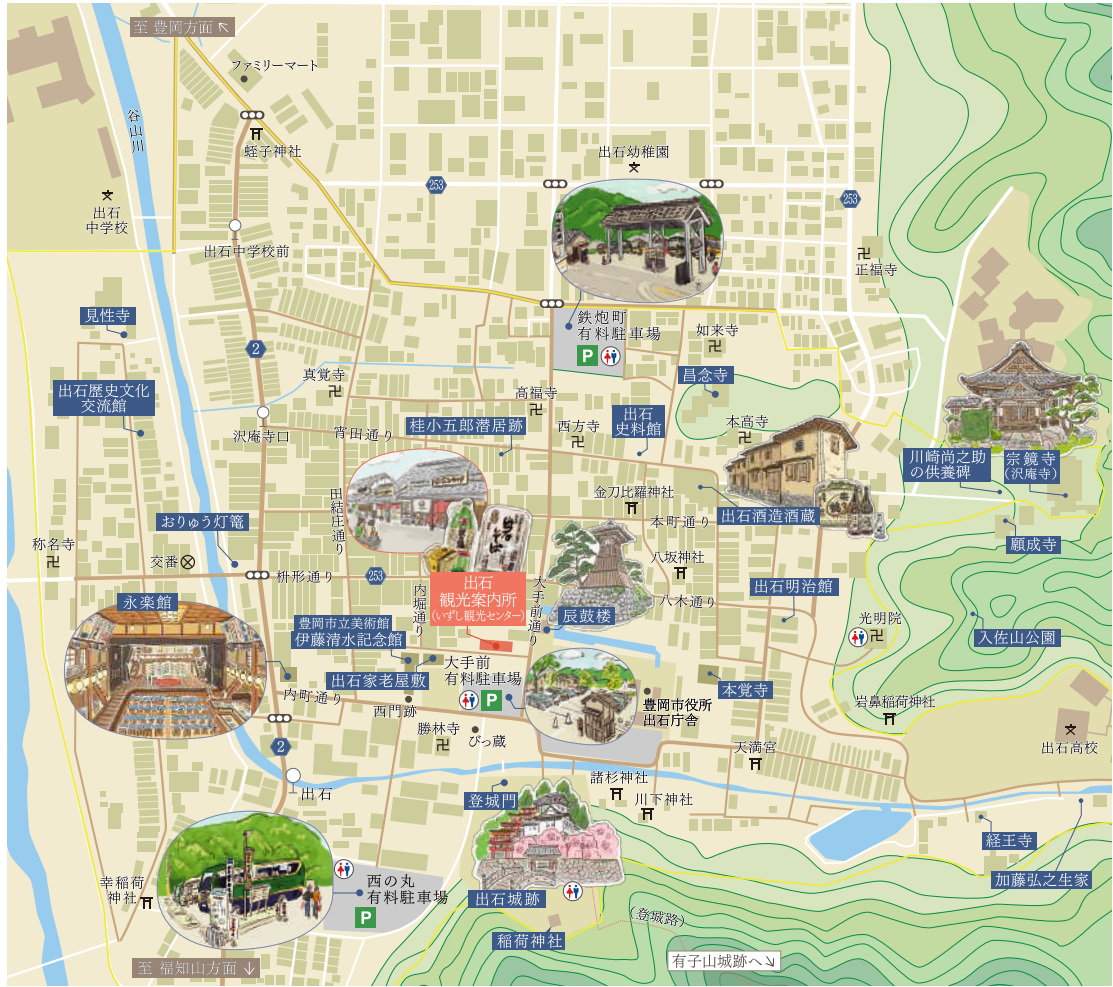 至 豊岡方面
ファミリーマート
谷山川
蛭子神社
出石幼稚園
253
253
出石
中学校
出石中学校前
正福寺
見性寺
鉄炮町
有料駐車場
P
如来寺
2
真覚寺
昌念寺
出石歴史文化
交流館
高福寺
沢庵寺口
宵田通り
桂小五郎潜居跡
西方寺
出石
史料館
本高寺
川崎尚之助
の供養碑
宗鏡寺
(沢庵寺)
田結庄通り
金刀比羅神社
出石酒造酒蔵
おりゅう灯篭
本町通り
称名寺
交番
願成寺
八坂神社
枡形通り
253
内堀通り
出石
観光案内所
(いずし観光センター)
大手前通り
出石明治館
永楽館
八木通り
辰鼓楼
光明院
豊岡市立美術館
伊藤清水記念館
入佐山公園
出石家老屋敷
大手前
有料駐車場
P
内町通り
西門跡
本覚寺
豊岡市役所
出石庁舎
岩鼻稲荷神社
勝林寺
びっ蔵
天満宮
出石高校
2
出石
諸杉神社
登城門
川下神社
経王寺
西の丸
有料駐車場
P
幸稲荷
神社
出石城跡
加藤弘之生家
(登城路)
稲荷神社
至 福知山方面
有子山城跡へ
出石そば